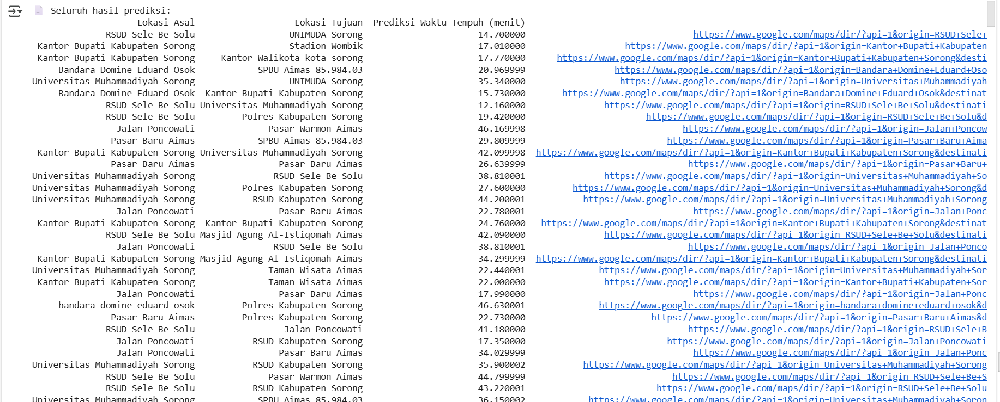 Seluruh hasil prediksi:
Lokasi Asal Lokasi Tujuan Prediksi Waktu Tempuh (menit)
RSUD Sele Be Solu UNIMUDA Sorong 14.700000 https://www.google.com/maps/dir/?api=1&origin=RSUD+Sele+
Kantor Bupati Kabupaten Sorong Stadion Wombik 17.010000 https://www.google.com/maps/dir/?api=1&origin=Kantor+Bupati+Kabupaten
Kantor Bupati Kabupaten Sorong Kantor Walikota kota sorong 17.770000 https://www.google.com/maps/dir/?api=1&origin=Kantor+Bupati+Kabupaten+Sorong&desti
Bandara Domine Eduard Osok SPBU Aimas 85.984.03 20.969999 https://www.google.com/maps/dir/?api=1&origin=Bandara+Domine+Eduard+Oso
Universitas Muhammadiyah Sorong UNIMUDA Sorong 35.340000 https://www.google.com/maps/dir/?api=1&origin=Universitas+Muhammadiyah
Bandara Domine Eduard Osok Kantor Bupati Kabupaten Sorong 15.730000 https://www.google.com/maps/dir/?api=1&origin=Bandara+Domine+Eduard+Osok&destinat
RSUD Sele Be Solu Universitas Muhammadiyah Sorong 12.160000 https://www.google.com/maps/dir/?api=1&origin=RSUD+Sele+Be+Solu&destinati
RSUD Sele Be Solu Polres Kabupaten Sorong 19.420000 https://www.google.com/maps/dir/?api=1&origin=RSUD+Sele+Be+Solu&d
Jalan Poncowati Pasar Warmon Aimas 46.169998 https://www.google.com/maps/dir/?api=1&origin=Jalan+Poncow
Pasar Baru Aimas SPBU Aimas 85.984.03 29.809999 https://www.google.com/maps/dir/?api=1&origin=Pasar+Baru+Aima
Kantor Bupati Kabupaten Sorong Universitas Muhammadiyah Sorong 42.099998 https://www.google.com/maps/dir/?api=1&origin=Kantor+Bupati+Kabupaten+Sorong&destinati
Pasar Baru Aimas Pasar Baru Aimas 26.639999 https://www.google.com/maps/dir/?api=1&origin=Pasar+Baru+
Universitas Muhammadiyah Sorong RSUD Sele Be Solu 38.810001 https://www.google.com/maps/dir/?api=1&origin=Universitas+Muhammadiyah+So
Universitas Muhammadiyah Sorong Polres Kabupaten Sorong 27.600000 https://www.google.com/maps/dir/?api=1&origin=Universitas+Muhammadiyah+Sorong&d
Universitas Muhammadiyah Sorong RSUD Kabupaten Sorong 44.200001 https://www.google.com/maps/dir/?api=1&origin=Universitas+Muhammadiyah+Sorong
Jalan Poncowati Pasar Baru Aimas 22.780001 https://www.google.com/maps/dir/?api=1&origin=Jalan+Ponc
Kantor Bupati Kabupaten Sorong Kantor Bupati Kabupaten Sorong 24.760000 https://www.google.com/maps/dir/?api=1&origin=Kantor+Bupati+Kabupaten+Sorong&destinat
RSUD Sele Be Solu Masjid Agung Al-Istiqomah Aimas 42.090000 https://www.google.com/maps/dir/?api=1&origin=RSUD+Sele+Be+Solu&destinati
Jalan Poncowati RSUD Sele Be Solu 38.810001 https://www.google.com/maps/dir/?api=1&origin=Jalan+Ponco
Kantor Bupati Kabupaten Sorong Masjid Agung Al-Istiqomah Aimas 34.299999 https://www.google.com/maps/dir/?api=1&origin=Kantor+Bupati+Kabupaten+Sorong&destinati
Universitas Muhammadiyah Sorong Taman Wisata Aimas 22.440001 https://www.google.com/maps/dir/?api=1&origin=Universitas+Muhammadiyah+Sor
Kantor Bupati Kabupaten Sorong Taman Wisata Aimas 22.000000 https://www.google.com/maps/dir/?api=1&origin=Kantor+Bupati+Kabupaten+Sor
Jalan Poncowati Pasar Baru Aimas 17.990000 https://www.google.com/maps/dir/?api=1&origin=Jalan+Ponc
bandara domine eduard osok Polres Kabupaten Sorong 46.630001 https://www.google.com/maps/dir/?api=1&origin=bandara+domine+eduard+osok&d
Pasar Baru Aimas Polres Kabupaten Sorong 22.730000 https://www.google.com/maps/dir/?api=1&origin=Pasar+Baru+Aimas&d
RSUD Sele Be Solu Jalan Poncowati 41.180000 https://www.google.com/maps/dir/?api=1&origin=RSUD+Sele+B
Jalan Poncowati RSUD Kabupaten Sorong 17.350000 https://www.google.com/maps/dir/?api=1&origin=Jalan+Poncowati
Jalan Poncowati Pasar Baru Aimas 34.029999 https://www.google.com/maps/dir/?api=1&origin=Jalan+Ponc
Universitas Muhammadiyah Sorong RSUD Kabupaten Sorong 35.900002 https://www.google.com/maps/dir/?api=1&origin=Universitas+Muhammadiyah+Sorong
RSUD Sele Be Solu Pasar Warmon Aimas 44.799999 https://www.google.com/maps/dir/?api=1&origin=RSUD+Sele+Be+S
RSUD Sele Be Solu RSUD Kabupaten Sorong 43.220001 https://www.google.com/maps/dir/?api=1&origin=RSUD+Sele+Be+Solu
Universitas Muhammadiyah Sorong SPBU Aimas 85.984.03 36.150002 https://www.google.com/maps/dir/?api=1&origin=Universitas+Muhammadiyah+Soron